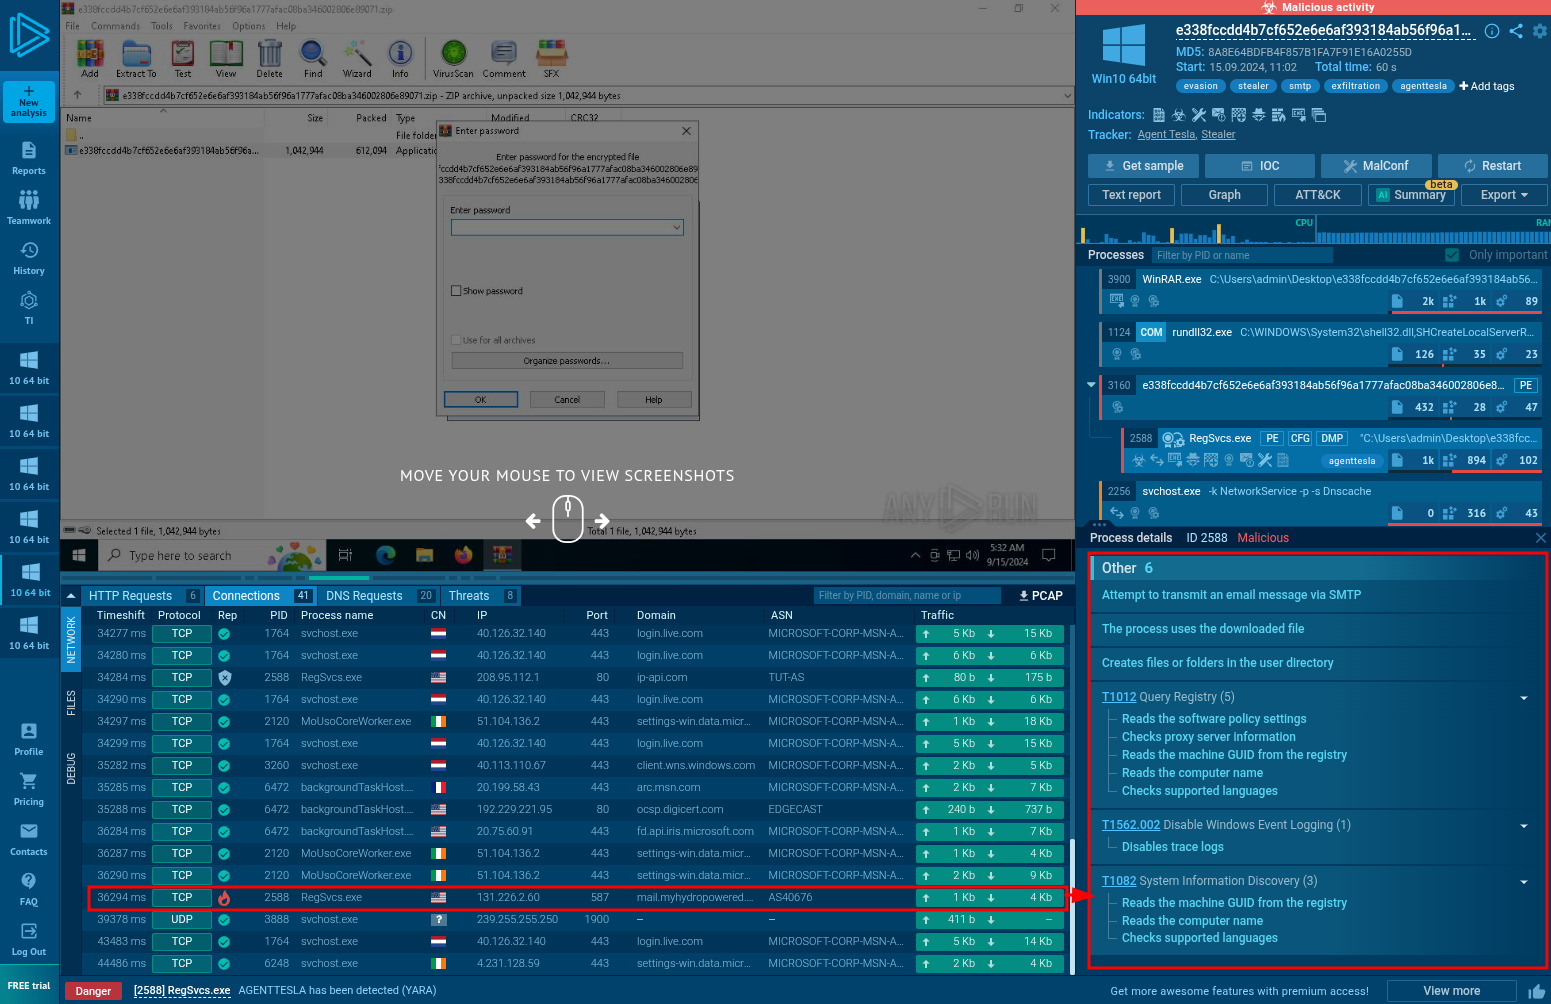 e338fccdd4b7cf652e6e6af393184ab56f96a1777afac08ba346002806e89071.zip
File Commands Tools Favorites Options Help
Add Extract To Test View Delete Find Wizard Info VirusScan Comment SFX
e338fccdd4b7cf652e6e6af393184ab56f96a1777afac08ba346002806e89071.zip - ZIP archive, unpacked size 1,042,944 bytes
Name Size Packed Type Modified CRC32
.. File folder
e338fccdd4b7cf652e6e6af393184ab56f96a... 1,042,944 612,094 Applicatio
Enter password
Enter password for the encrypted file
fccdd4b7cf652e6e6af393184ab56f96a1777afac08ba346002806e89
338fccdd4b7cf652e6e6af393184ab56f96a1777afac08ba346002806
Enter password
Show password
Use for all archives
Organize passwords...
OK Cancel Help
MOVE YOUR MOUSE TO VIEW SCREENSHOTS
ANY RUN
Selected 1 file, 1,042,944 bytes Total 1 file, 1,042,944 bytes
Type here to search
5:32 AM
9/15/2024
New analysis
Reports
Teamwork
History
TI
10 64 bit
10 64 bit
10 64 bit
10 64 bit
10 64 bit
10 64 bit
Profile
Pricing
Contacts
FAQ
Log Out
FREE trial
HTTP Requests 6 Connections 41 DNS Requests 20 Threats 8 Filter by PID, domain, name or ip PCAP
NETWORK
FILES
DEBUG
Timeshift Protocol Rep PID Process name CN IP Port Domain ASN Traffic
34277 ms TCP 1764 svchost.exe 40.126.32.140 443 login.live.com MICROSOFT-CORP-MSN-A... 5 Kb 15 Kb
34280 ms TCP 1764 svchost.exe 40.126.32.140 443 login.live.com MICROSOFT-CORP-MSN-A... 6 Kb 6 Kb
34284 ms TCP 2588 RegSvcs.exe 208.95.112.1 80 ip-api.com TUT-AS 80 b 175 b
34290 ms TCP 1764 svchost.exe 40.126.32.140 443 login.live.com MICROSOFT-CORP-MSN-A... 6 Kb 6 Kb
34297 ms TCP 2120 MoUsoCoreWorker.exe 51.104.136.2 443 settings-win.data.micr... MICROSOFT-CORP-MSN-A... 1 Kb 18 Kb
34299 ms TCP 1764 svchost.exe 40.126.32.140 443 login.live.com MICROSOFT-CORP-MSN-A... 5 Kb 15 Kb
35282 ms TCP 3260 svchost.exe 40.113.110.67 443 client.wns.windows.com MICROSOFT-CORP-MSN-A... 2 Kb 5 Kb
35285 ms TCP 6472 backgroundTaskHost.... 20.199.58.43 443 arc.msn.com MICROSOFT-CORP-MSN-A... 2 Kb 7 Kb
35288 ms TCP 6472 backgroundTaskHost.... 192.229.221.95 80 ocsp.digicert.com EDGECAST 240 b 737 b
36284 ms TCP 6472 backgroundTaskHost.... 20.75.60.91 443 fd.api.iris.microsoft.com MICROSOFT-CORP-MSN-A... 1 Kb 7 Kb
36287 ms TCP 2120 MoUsoCoreWorker.exe 51.104.136.2 443 settings-win.data.micr... MICROSOFT-CORP-MSN-A... 1 Kb 4 Kb
36290 ms TCP 2120 MoUsoCoreWorker.exe 51.104.136.2 443 settings-win.data.micr... MICROSOFT-CORP-MSN-A... 2 Kb 9 Kb
36294 ms TCP 2588 RegSvcs.exe 131.226.2.60 587 mail.myhydropowered.... AS40676 1 Kb 4 Kb
39378 ms UDP 3888 svchost.exe ? 239.255.255.250 1900 – – 411 b –
43483 ms TCP 1764 svchost.exe 40.126.32.140 443 login.live.com MICROSOFT-CORP-MSN-A... 5 Kb 14 Kb
44486 ms TCP 6248 svchost.exe 4.231.128.59 443 settings-win.data.micr... MICROSOFT-CORP-MSN-A... 2 Kb 4 Kb
Danger [2588] RegSvcs.exe AGENTTESLA has been detected (YARA)
Get more awesome features with premium access! View more
Malicious activity
Win10 64bit
e338fccdd4b7cf652e6e6af393184ab56f96a1...
MD5: 8A8E64BDFB4F857B1FA7F91E16A0255D
Start: 15.09.2024, 11:02 Total time: 60 s
evasion stealer smtp exfiltration agenttesla Add tags
Indicators:
Tracker: Agent Tesla, Stealer
Get sample IOC MalConf Restart
Text report Graph ATT&CK AI Summary beta Export
CPU RAM
Processes Filter by PID or name Only important
3900 WinRAR.exe C:\Users\admin\Desktop\e338fccdd4b7cf652e6e6af393184ab56...
2k 1k 89
1124 COM rundll32.exe C:\WINDOWS\System32\shell32.dll,SHCreateLocalServerR...
126 35 23
3160 e338fccdd4b7cf652e6e6af393184ab56f96a1777afac08ba346002806e8... PE
432 28 47
2588 RegSvcs.exe PE CFG DMP "C:\Users\admin\Desktop\e338fcc...
agenttesla 1k 894 102
2256 svchost.exe -k NetworkService -p -s Dnscache
0 316 43
Process details ID 2588 Malicious
Other 6
Attempt to transmit an email message via SMTP
The process uses the downloaded file
Creates files or folders in the user directory
T1012 Query Registry (5)
Reads the software policy settings
Checks proxy server information
Reads the machine GUID from the registry
Reads the computer name
Checks supported languages
T1562.002 Disable Windows Event Logging (1)
Disables trace logs
T1082 System Information Discovery (3)
Reads the machine GUID from the registry
Reads the computer name
Checks supported languages